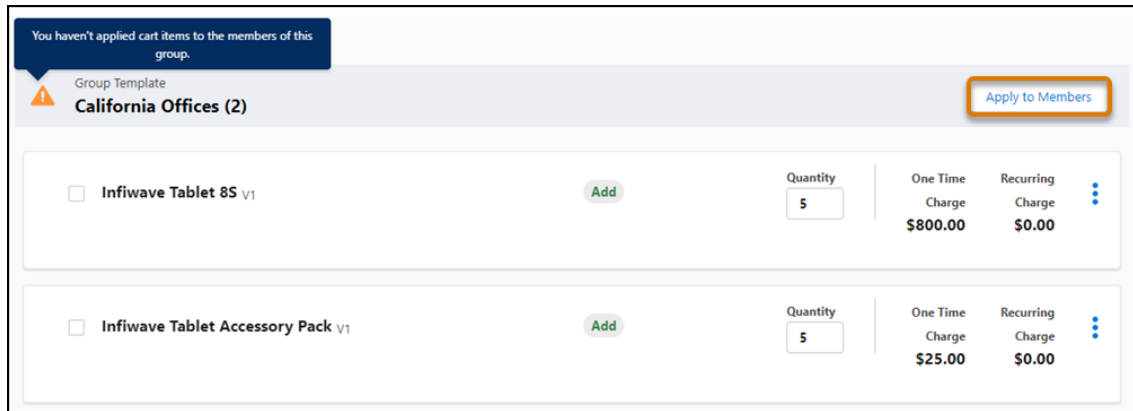 You haven't applied cart items to the members of this
group.
Group Template
California Offices (2)
Apply to Members
Infiwave Tablet 8S V1
Add
Quantity
5
One Time
Charge
$800.00
Recurring
Charge
$0.00
Infiwave Tablet Accessory Pack V1
Add
Quantity
5
One Time
Charge
$25.00
Recurring
Charge
$0.00